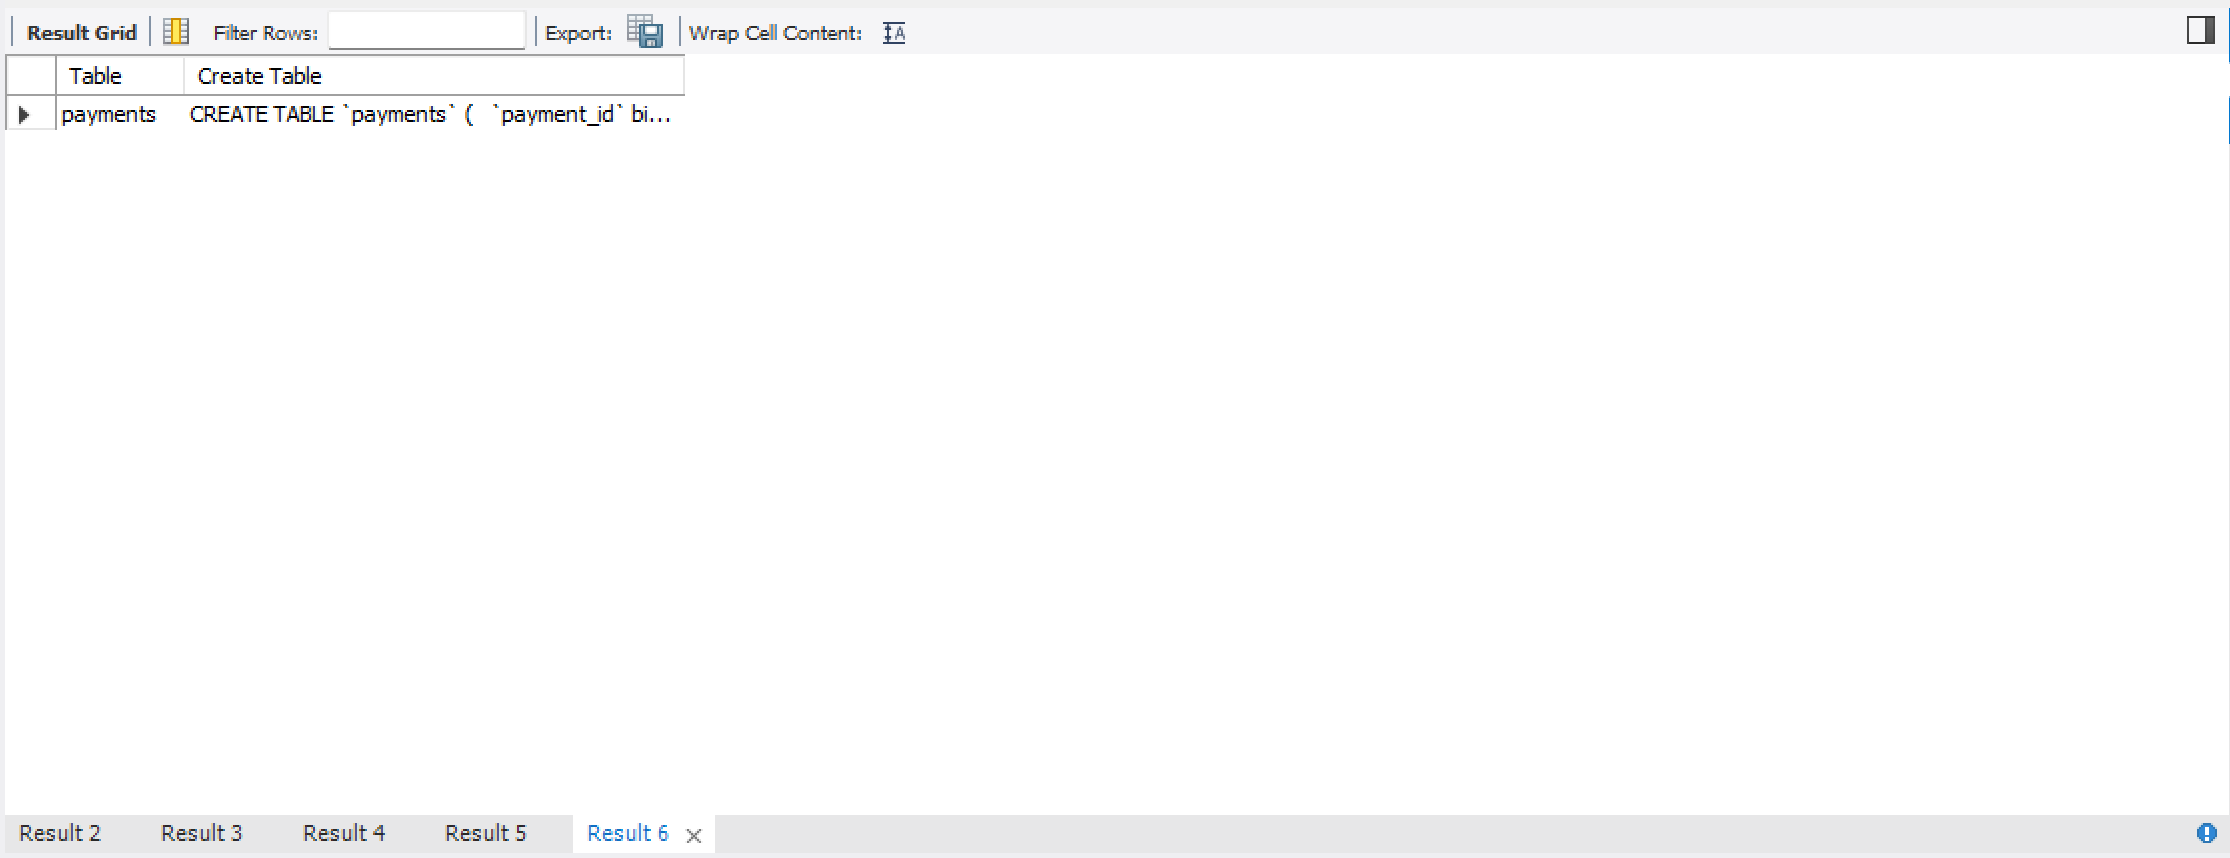 Result Grid Filter Rows: Export: Wrap Cell Content: A
Table Create Table
payments CREATE TABLE `payments` ( `payment_id` bi...
Result 2 Result 3 Result 4 Result 5 Result 6